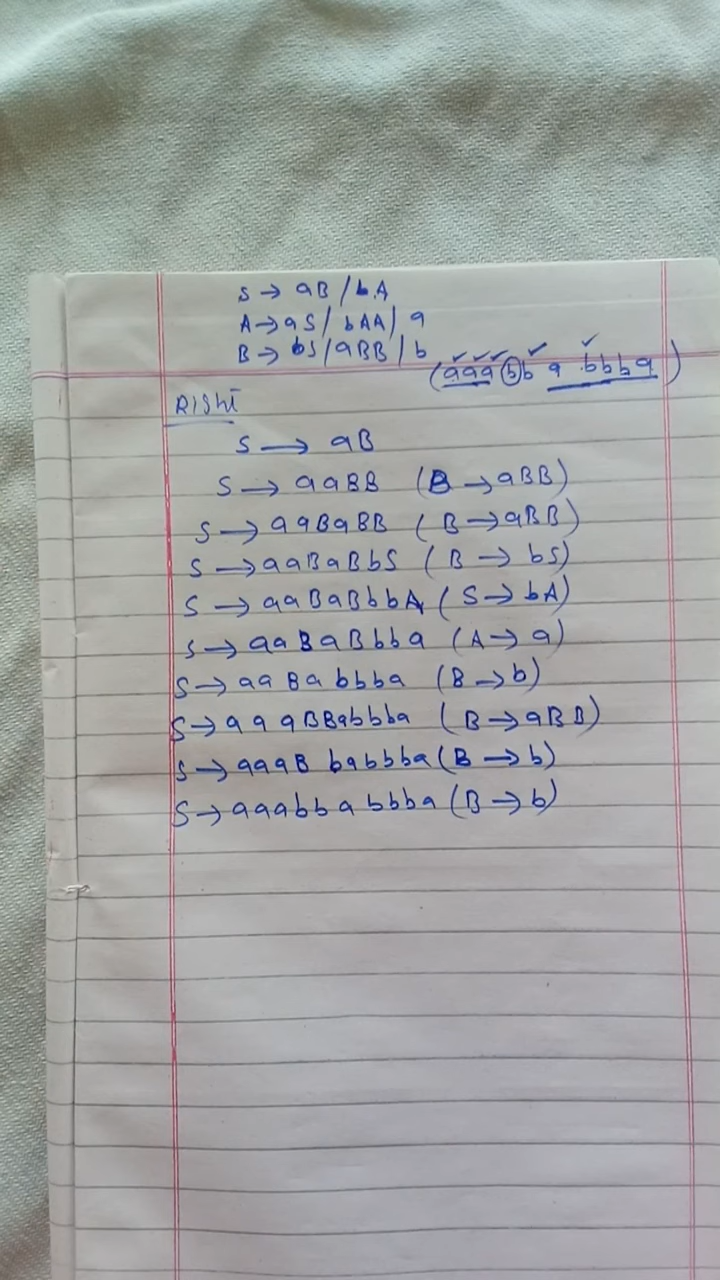 S → aB / bA
A → aS / bAA / a
B → bS / aBB / b
(aaabbabbba)
Right
S → aB
S → aaBB (B → aBB)
S → aaBaBB (B → aBB)
S → aaBaBbS (B → bS)
S → aaBaBbbA (S → bA)
S → aaBaBbba (A → a)
S → aaBabbba (B → b)
S → aaaBBabbba (B → aBB)
S → aaaBbabbba (B → b)
S → aaabbabbba (B → b)